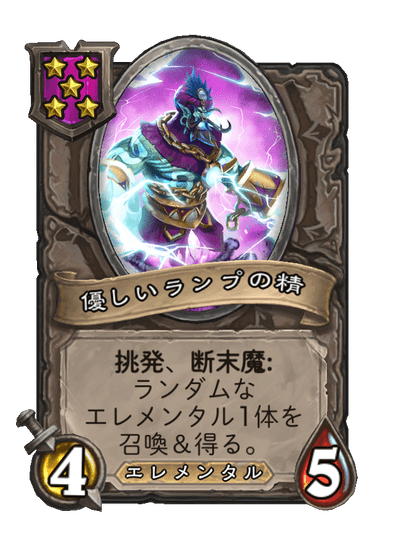 優しいランプの精
挑発、断末魔:
ランダムな
エレメンタル1体を
召喚&得る。
エレメンタル
4
5